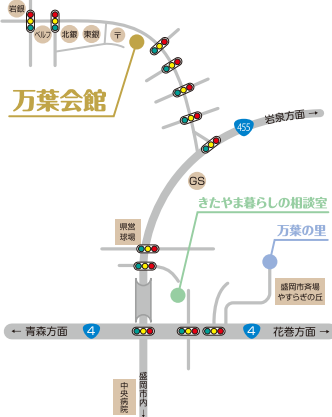 岩銀
ベルフ
北銀
東銀
〒
万葉会館
455
岩泉方面→
GS
きたやま暮らしの相談室
県営
球場
万葉の里
盛岡市斎場
やすらぎの丘
←青森方面
4
4
花巻方面→
中央病院
盛岡市内→